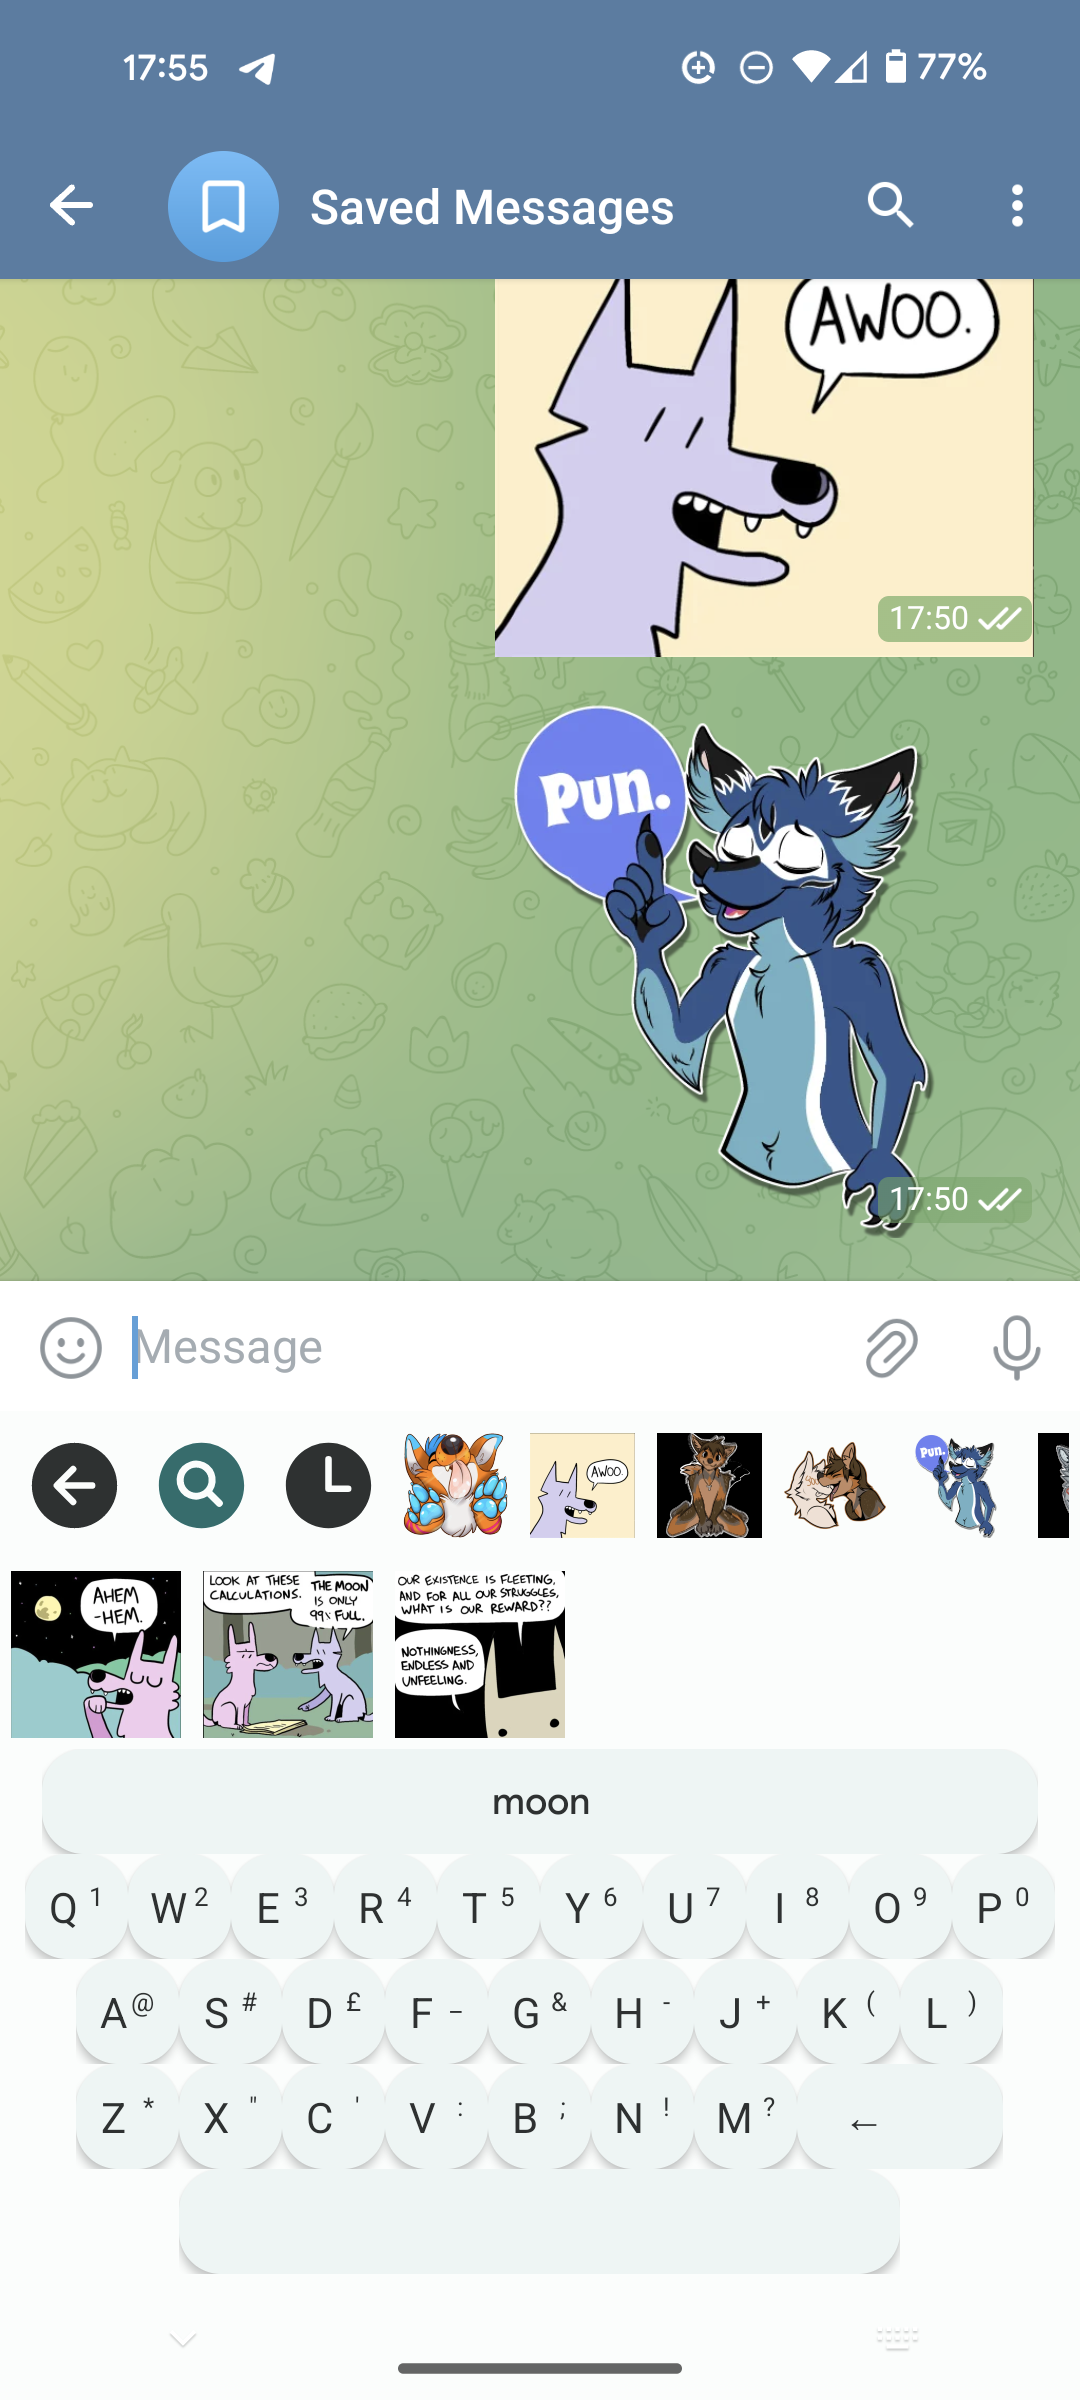 17:55
77%
Saved Messages
AWOO.
17:50
Pun.
17:50
Message
AWOO.
Pun.
AHEM
-HEM.
LOOK AT THESE
CALCULATIONS.
THE MOON
IS ONLY
99% FULL.
OUR EXISTENCE IS FLEETING,
AND FOR ALL OUR STRUGGLES,
WHAT IS OUR REWARD??
NOTHINGNESS,
ENDLESS AND
UNFEELING.
moon
Q 1 W 2 E 3 R 4 T 5 Y 6 U 7 I 8 O 9 P 0
A @ S # D £ F _ G & H - J + K ( L )
Z * X " C ' V : B ; N ! M ? ←